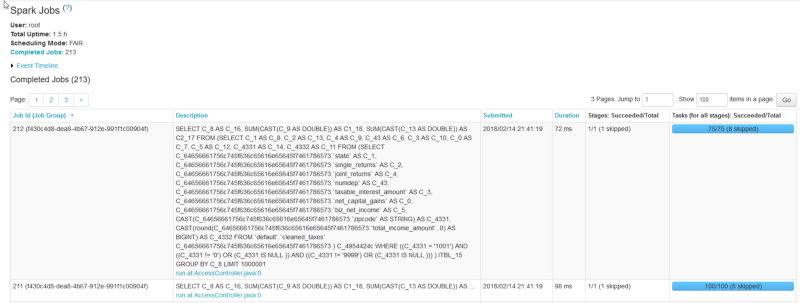 Spark Jobs (?)
User: root
Total Uptime: 1.5 h
Scheduling Mode: FAIR
Completed Jobs: 213
Event Timeline
Completed Jobs (213)
Page: 1 2 3 > 3 Pages. Jump to 1 . Show 100 items in a page. Go
Job Id (Job Group) Description Submitted Duration Stages: Succeeded/Total Tasks (for all stages): Succeeded/Total
212 (f430c4d8-dea8-4b67-912e-991f1c00904f) SELECT C_8 AS C_16, SUM(CAST(C_9 AS DOUBLE)) AS C1_18, SUM(CAST(C_13 AS DOUBLE)) AS 2018/02/14 21:41:19 72 ms 1/1 (1 skipped) 75/75 (8 skipped)
C2_17 FROM (SELECT C_1 AS C_8, C_2 AS C_13, C_4 AS C_9, C_43 AS C_6, C_3 AS C_10, C_0 AS
C_7, C_5 AS C_12, C_4331 AS C_14, C_4332 AS C_11 FROM (SELECT
C_64656661756c745f636c65616e65645f7461786573.`state` AS C_1,
C_64656661756c745f636c65616e65645f7461786573.`single_returns` AS C_2,
C_64656661756c745f636c65616e65645f7461786573.`joint_returns` AS C_4,
C_64656661756c745f636c65616e65645f7461786573.`numdep` AS C_43,
C_64656661756c745f636c65616e65645f7461786573.`taxable_interest_amount` AS C_3,
C_64656661756c745f636c65616e65645f7461786573.`net_capital_gains` AS C_0,
C_64656661756c745f636c65616e65645f7461786573.`biz_net_income` AS C_5,
CAST(C_64656661756c745f636c65616e65645f7461786573.`zipcode` AS STRING) AS C_4331,
CAST(round(C_64656661756c745f636c65616e65645f7461786573.`total_income_amount`, 0) AS
BIGINT) AS C_4332 FROM `default`.`cleaned_taxes`
C_64656661756c745f636c65616e65645f7461786573 ) C_4954424c WHERE ((C_4331 = '1001') AND
((C_4331 != '0') OR (C_4331 IS NULL )) AND ((C_4331 != '9999') OR (C_4331 IS NULL ))) ) ITBL_15
GROUP BY C_8 LIMIT 1000001
run at AccessController.java:0
211 (f430c4d8-dea8-4b67-912e-991f1c00904f) SELECT C_8 AS C_16, SUM(CAST(C_9 AS DOUBLE)) AS C1_18, SUM(CAST(C_13 AS DOUBLE)) AS ... 2018/02/14 21:41:19 98 ms 1/1 (1 skipped) 100/100 (8 skipped)
run at AccessController.java:0